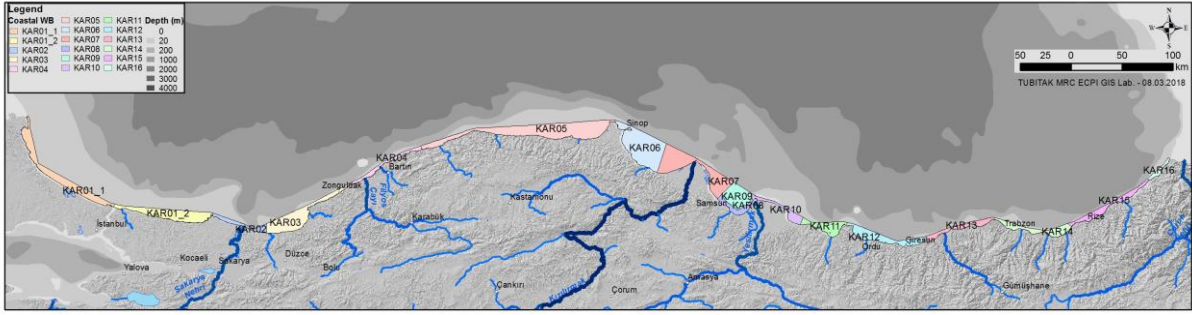 Legend
Coastal WB
KAR01_1
KAR01_2
KAR02
KAR03
KAR04
KAR05
KAR06
KAR07
KAR08
KAR09
KAR10
KAR11
KAR12
KAR13
KAR14
KAR15
KAR16
Depth (m)
0
20
200
1000
2000
3000
4000
N
W E
S
50 25 0 50 100
km
TUBITAK MRC ECPI GIS Lab. - 08.03.2018
Sinop
KAR05
KAR06
KAR04
Bartın
KAR16
Zonguldak
KAR07
KAR01_1
Filyos
Çayı
Kastamonu
KAR09
KAR15
Samsun
KAR08
Rize
KAR01_2
Karabük
KAR10
İstanbul
KAR03
KAR11
KAR13
Trabzon
KAR02
KAR12
KAR14
Giresun
Ordu
Düzce
Kocaeli
Sakarya
Yalova
Bolu
Amasya
Sakarya
Nehri
Gümüşhane
Çankırı
Çorum